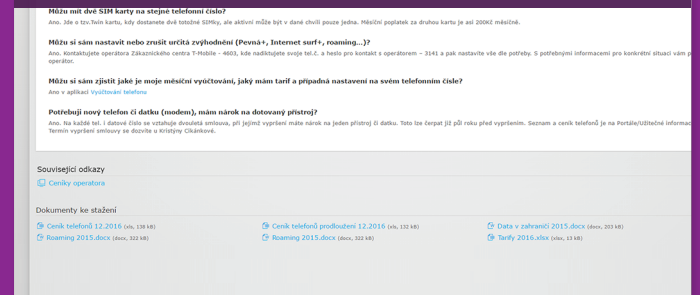 Můžu mít dvě SIM karty na stejné telefonní číslo?
Ano. Jde o tzv.Twin kartu, kdy dostanete dvě totožné SIMky, ale aktivní může být v dané chvíli pouze jedna. Měsíční poplatek za druhou kartu je asi 200Kč měsíčně.
Můžu si sám nastavit nebo zrušit určitá zvýhodnění (Pevná+, Internet surf+, roaming...)?
Ano. Kontaktujete operátora Zákaznického centra T-Mobile - 4603, kde nadiktujete svoje tel.č. a heslo pro kontakt s operátorem – 3141 a pak nastavíte vše dle potřeby. S potřebnými informacemi pro konkrétní situaci vám p
operátor.
Můžu si sám zjistit jaké je moje měsíční vyúčtování, jaký mám tarif a případná nastavení na svém telefonním čísle?
Ano v aplikaci Vyúčtování telefonu
Potřebuji nový telefon či datku (modem), mám nárok na dotovaný přístroj?
Ano. Na každé tel. i datové číslo se vztahuje dvouletá smlouva, při jejímž vypršení máte nárok na jeden přístroj či datku. Toto lze čerpat již půl roku před vypršením. Seznam a ceník telefonů je na Portále/Užitečné informac
Termín vypršení smlouvy se dozvíte u Kristýny Cikánkové.
Související odkazy
Ceníky operatora
Dokumenty ke stažení
Ceník telefonů 12.2016 (xls, 138 kB) Ceník telefonů prodloužení 12.2016 (xls, 132 kB) Data v zahraničí 2015.docx (docx, 203 kB)
Roaming 2015.docx (docx, 322 kB) Roaming 2015.docx (docx, 322 kB) Tarify 2016.xlsx (xlsx, 13 kB)